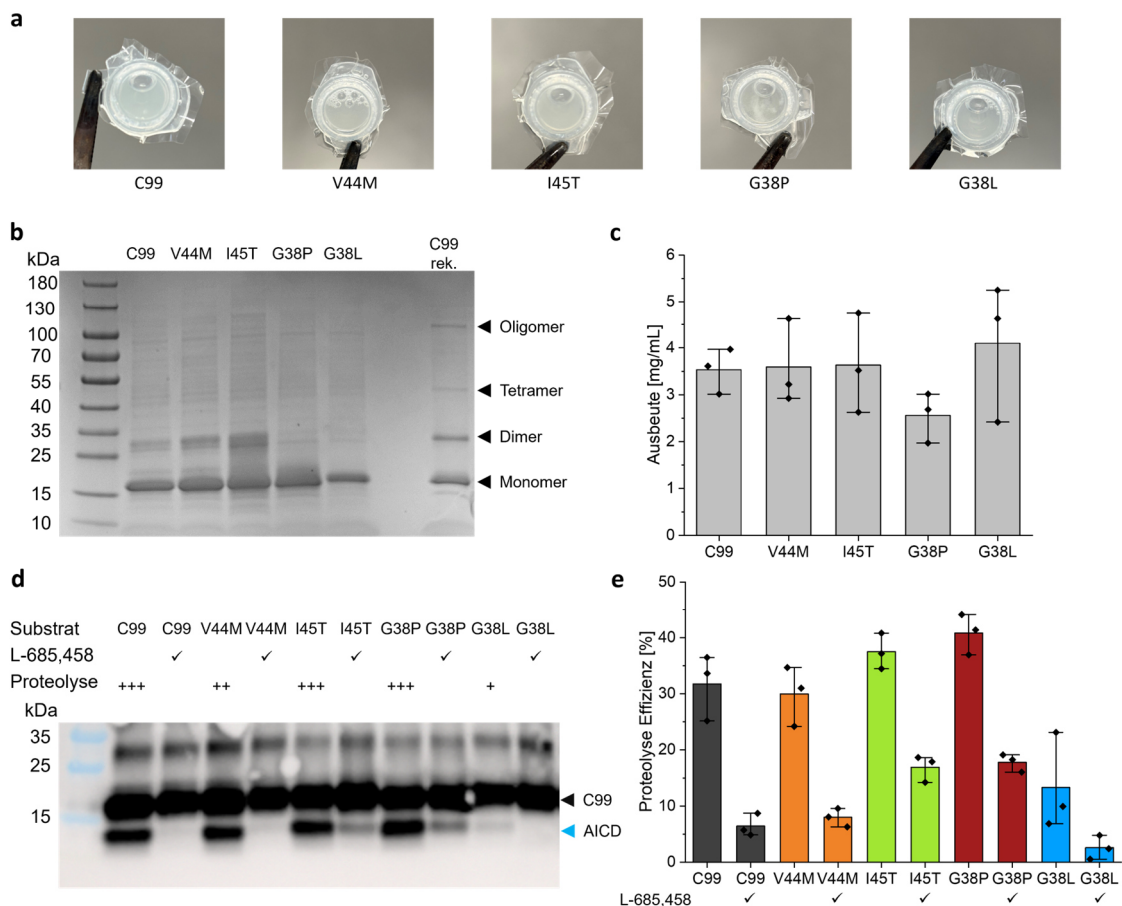 a
C99 V44M I45T G38P G38L
b
kDa C99 V44M I45T G38P G38L C99 rek.
180
130
100 Oligomer
70
55
40 Tetramer
35 Dimer
25
15 Monomer
10
c
Ausbeute [mg/mL]
6
5
4
3
2
1
0
C99 V44M I45T G38P G38L
d
Substrat C99 C99 V44M V44M I45T I45T G38P G38P G38L G38L
L-685,458 ✓ ✓ ✓ ✓ ✓
Proteolyse +++ ++ +++ +++ +
kDa
35
25
C99
15
AICD
e
Proteolyse Effizienz [%]
50
40
30
20
10
0
C99 C99 V44M V44M I45T I45T G38P G38P G38L G38L
L-685,458 ✓ ✓ ✓ ✓ ✓